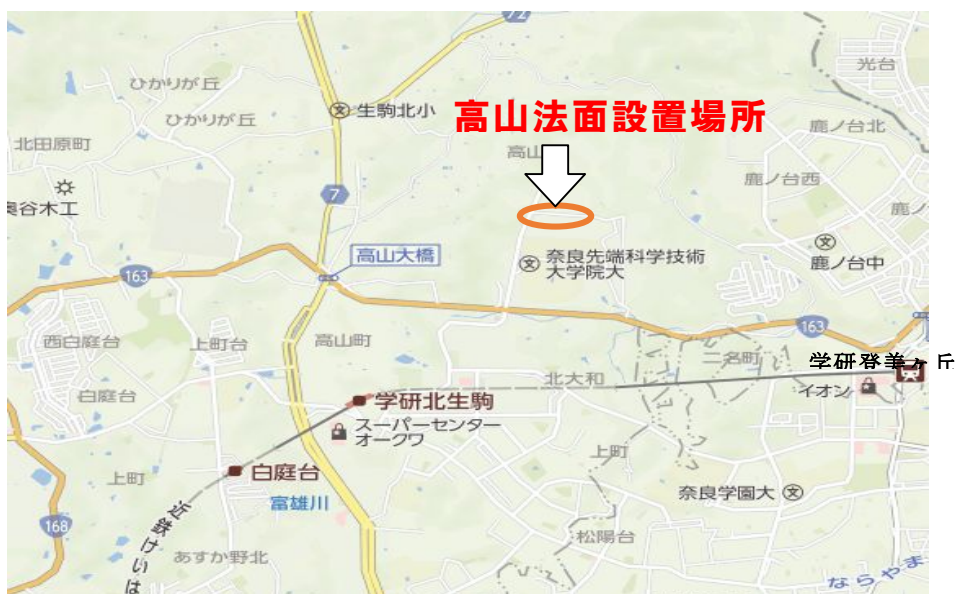 72
光台
ひかりが丘
生駒北小
高山法面設置場所
ひかりが丘
鹿ノ台北
北田原町
高山
鹿ノ台西
7
奥谷木工
高山大橋
奈良先端科学技術
大学院大
鹿ノ台中
163
163
西白庭台
上町台
高山町
二名町
学研登美ヶ丘
北大和
イオン
白庭台
学研北生駒
スーパーセンター
オークワ
上町
白庭台
上町
奈良学園大
富雄川
168
松陽台
あすか野北
近鉄けいは
ならやま